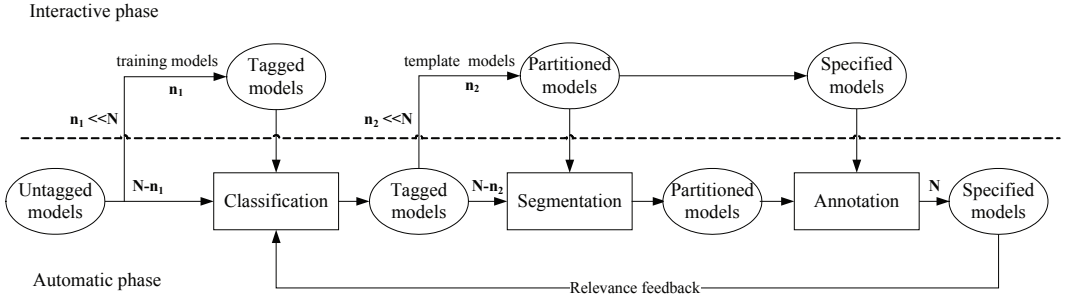 Interactive phase
training models
n₁
Tagged
models
template models
n₂
Partitioned
models
Specified
models
n₁ <<N
n₂ <<N
Untagged
models
N-n₁
Classification
Tagged
models
N-n₂
Segmentation
Partitioned
models
Annotation
N
Specified
models
Automatic phase
Relevance feedback